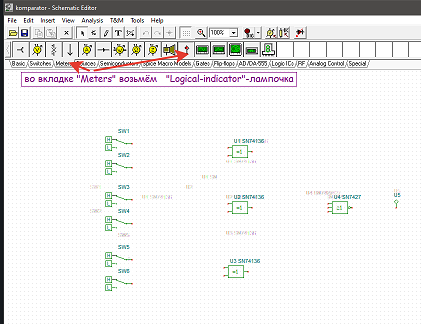 komparator - Schematic Editor
File Edit Insert View Analysis T&M Tools Help
100%
Basic Switches Meters Sources Semiconductors Spice Macro Models Gates Flip-flops AD/DA-555 Logic ICs RF Analog Control Special
во вкладке "Meters" возьмём "Logical-indicator"-лампочка
SW1
H
L
U1 SN74136
=1
SW2
H
L
SW3
H
L
U2 SN74136
=1
U4 SN7427
≥1
U5
SW4
H
L
SW5
H
L
U3 SN74136
=1
SW6
H
L